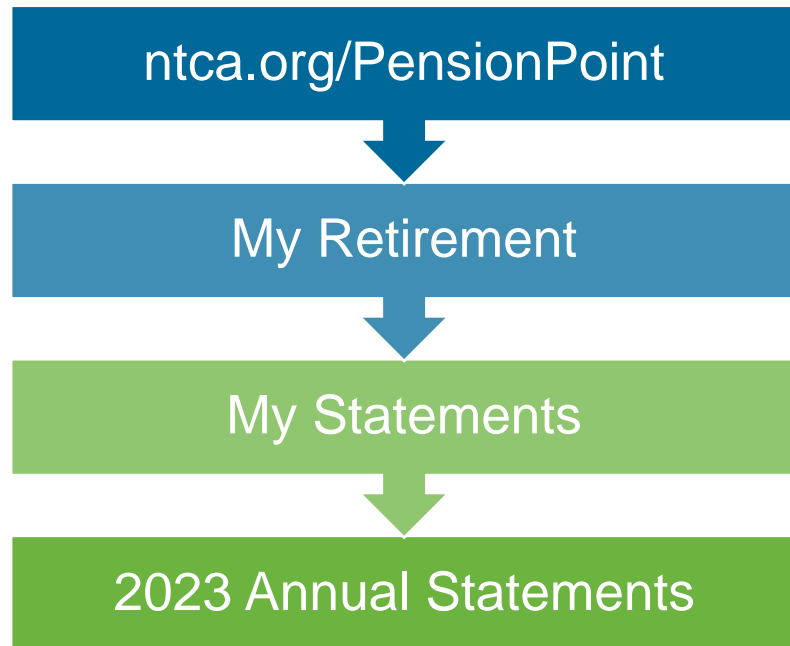 ntca.org/PensionPoint
My Retirement
My Statements
2023 Annual Statements